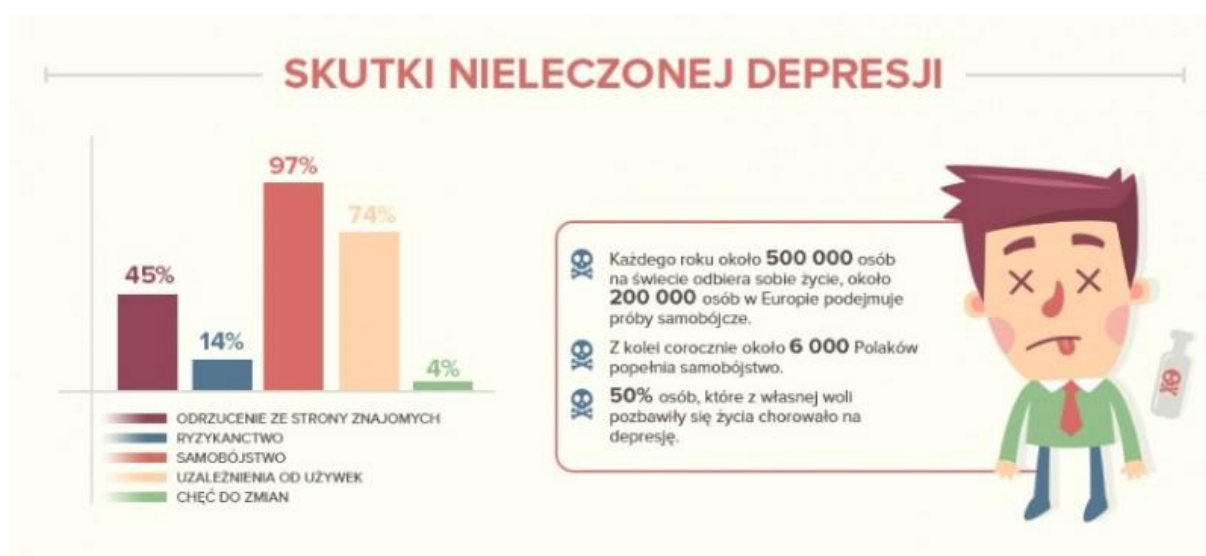 SKUTKI NIELECZONEJ DEPRESJI
97%
74%
45%
14%
4%
ODRZUCENIE ZE STRONY ZNAJOMYCH
RYZYKANCTWO
SAMOBÓJSTWO
UZALEŻNIENIA OD UŻYWEK
CHĘĆ DO ZMIAN
Każdego roku około 500 000 osób
na świecie odbiera sobie życie, około
200 000 osób w Europie podejmuje
próby samobójcze.
Z kolei corocznie około 6 000 Polaków
popełnia samobójstwo.
50% osób, które z własnej woli
pozbawiły się życia chorowało na
depresję.